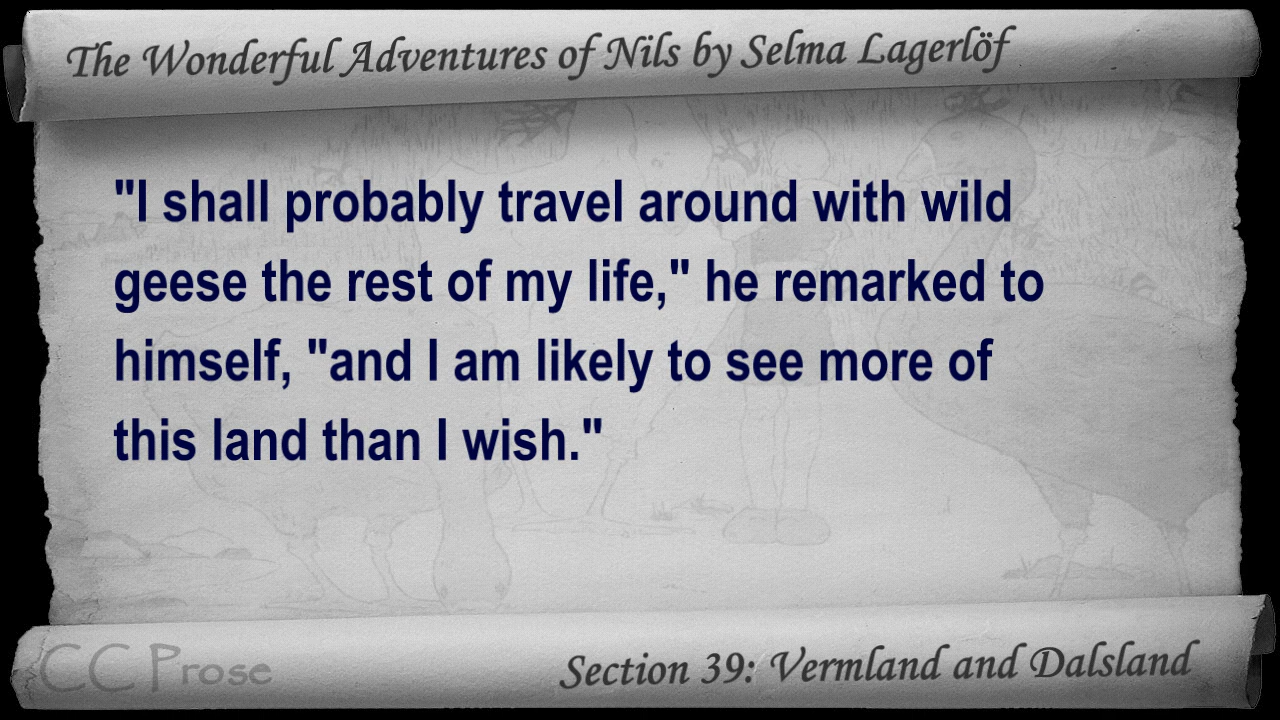 The Wonderful Adventures of Nils by Selma Lagerlöf
"I shall probably travel around with wild
geese the rest of my life," he remarked to
himself, "and I am likely to see more of
this land than I wish."
CC Prose
Section 39: Vermland and Dalsland